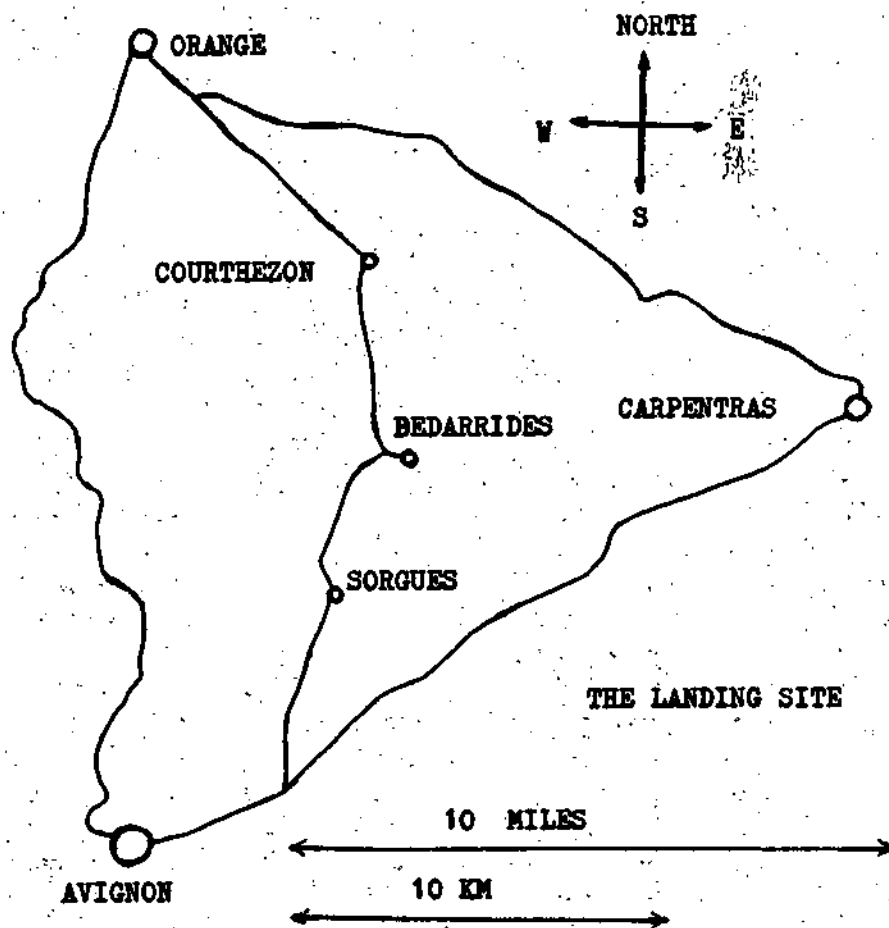 ORANGE
NORTH
W
E
S
COURTHEZON
CARPENTRAS
BEDARRIDES
SORGUES
THE LANDING SITE
10 MILES
AVIGNON
10 KM